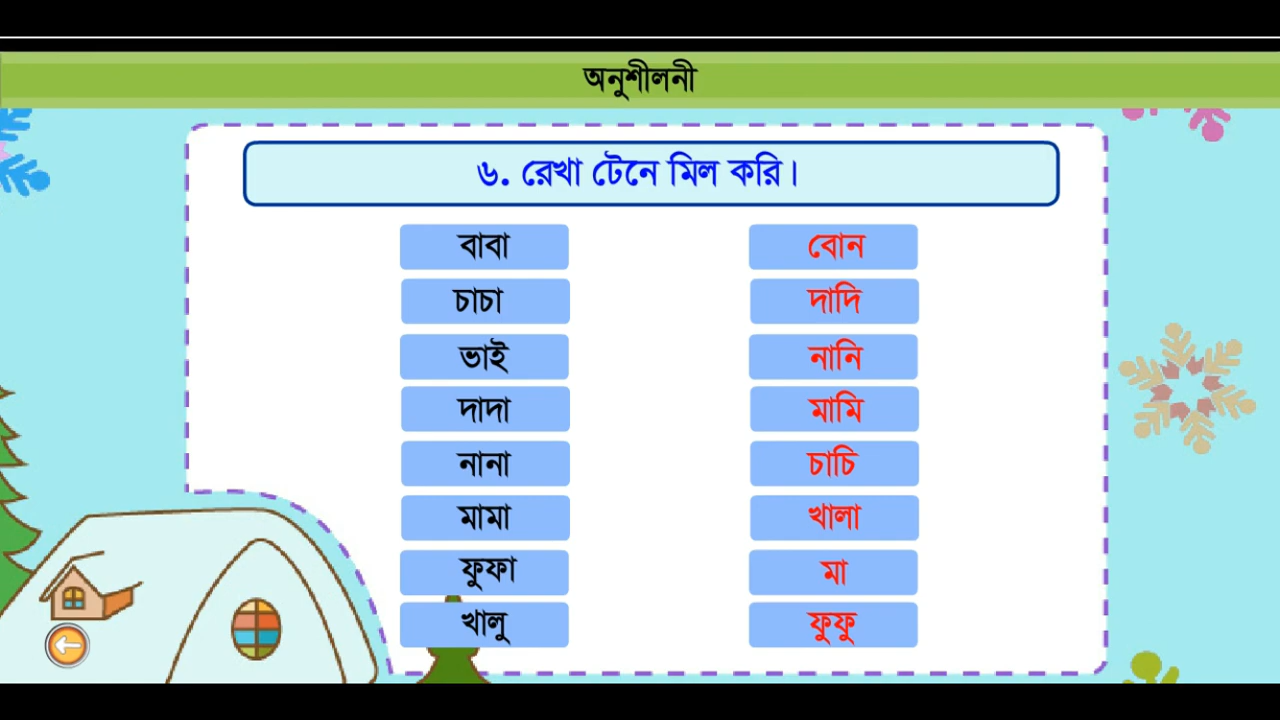 অনুশীলনী
৬. রেখা টেনে মিল করি।
বাবা বোন
চাচা দাদি
ভাই নানি
দাদা মামি
নানা চাচি
মামা খালা
ফুফা মা
খালু ফুফু